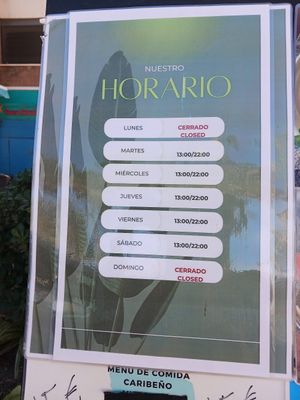 NUESTRO
HORARIO
LUNES CERRADO CLOSED
MARTES 13:00/22:00
MIÉRCOLES 13:00/22:00
JUEVES 13:00/22:00
VIERNES 13:00/22:00
SÁBADO 13:00/22:00
DOMINGO CERRADO CLOSED
MENU DE COMIDA
CARIBEÑO